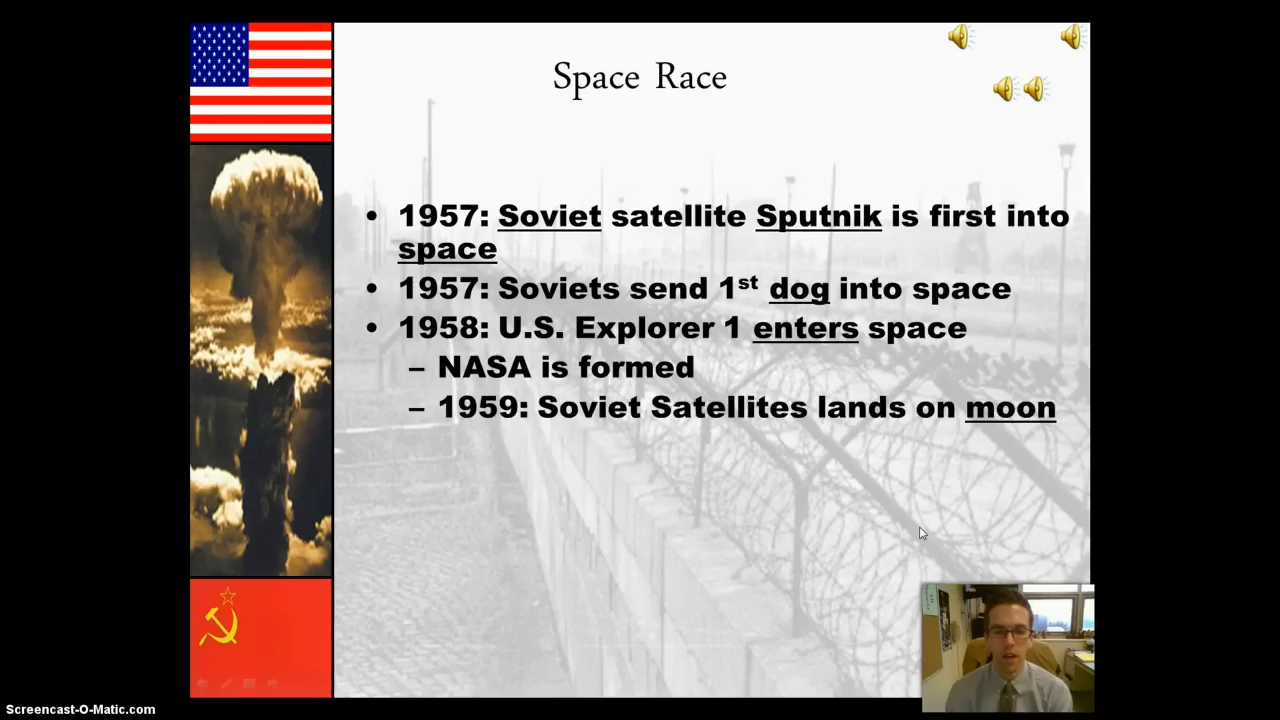 Space Race
• 1957: Soviet satellite Sputnik is first into
space
• 1957: Soviets send 1st dog into space
• 1958: U.S. Explorer 1 enters space
– NASA is formed
– 1959: Soviet Satellites lands on moon
Screencast-O-Matic.com